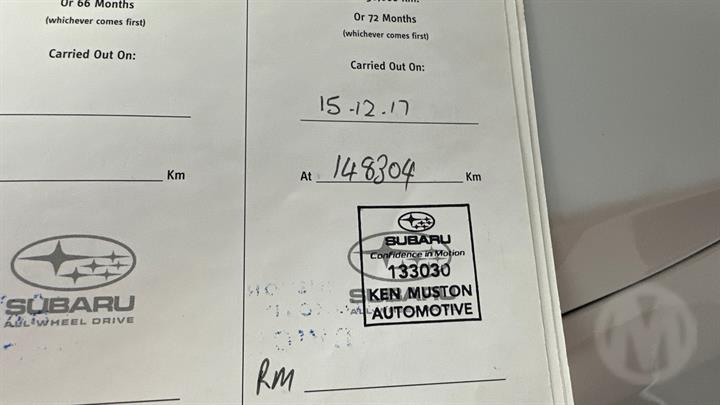 Or 66 Months
(whichever comes first)
Carried Out On:
Km
SUBARU
ALL WHEEL DRIVE
Or 72 Months
(whichever comes first)
Carried Out On:
15.12.17
At 148304 Km
SUBARU
Confidence in Motion
133030
KEN MUSTON
AUTOMOTIVE
RM
M